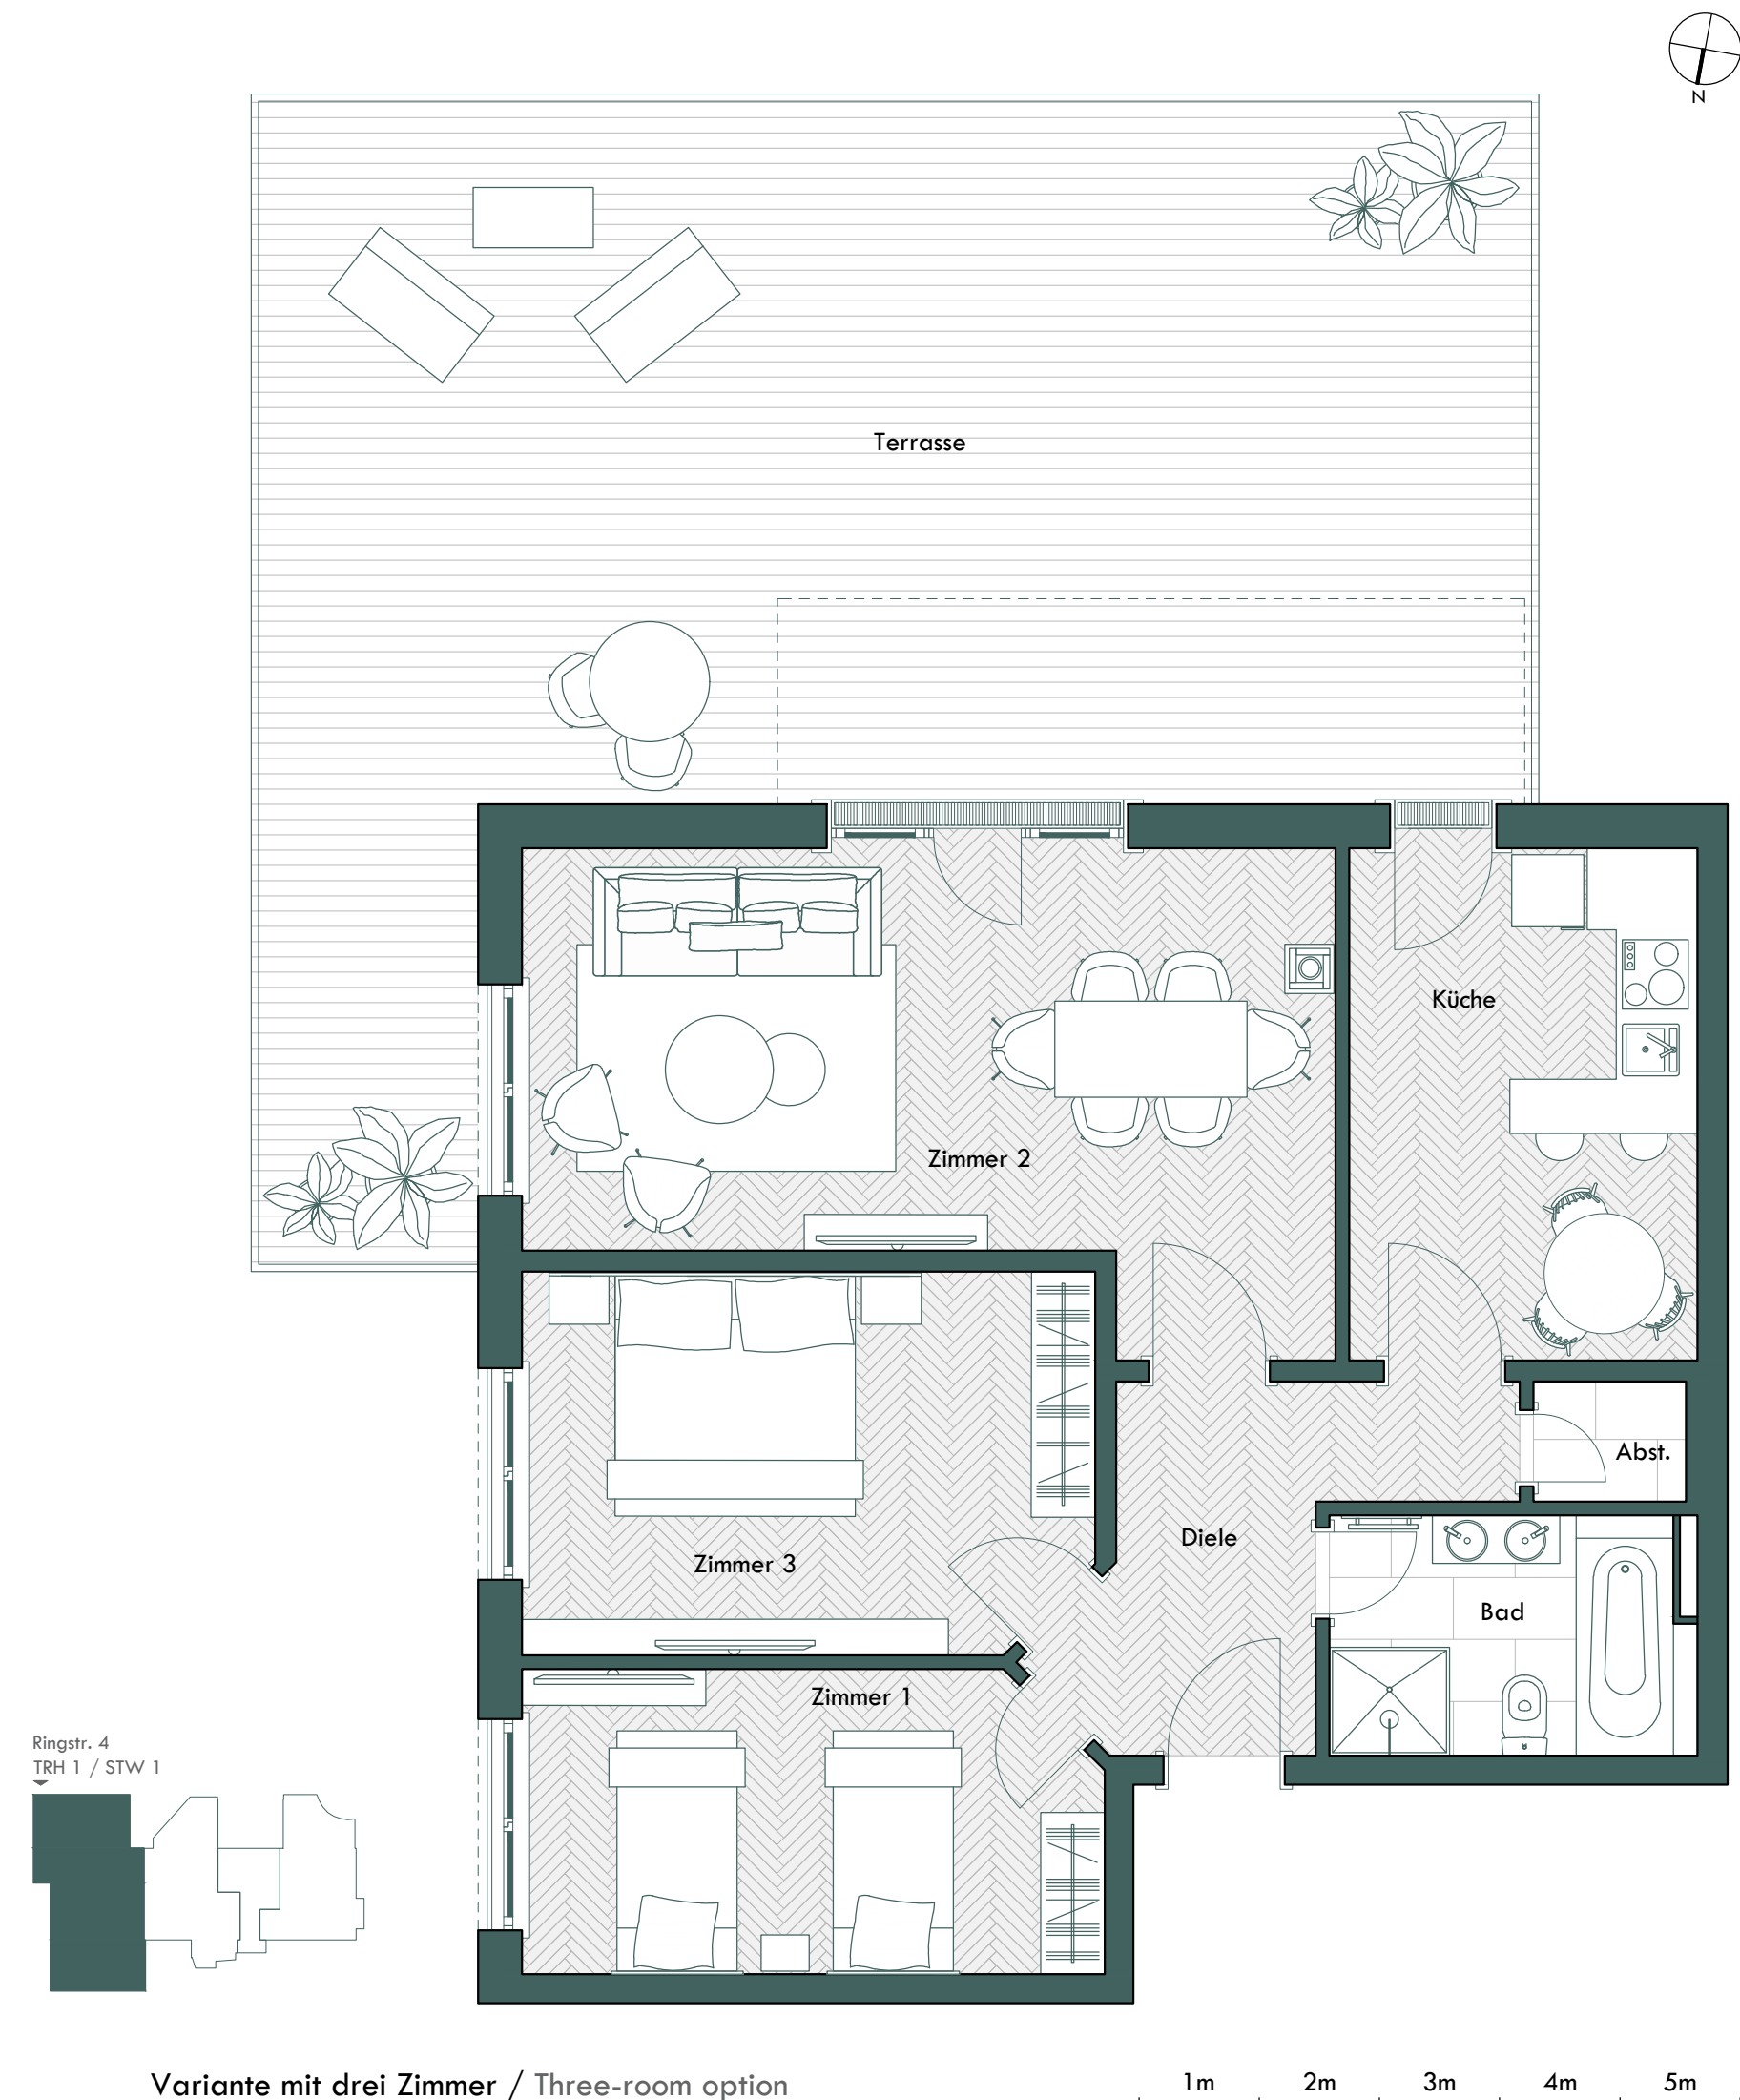 N
Terrasse
Küche
Zimmer 2
Abst.
Diele
Zimmer 3
Bad
Zimmer 1
Ringstr. 4
TRH 1 / STW 1
Variante mit drei Zimmer / Three-room option
1m 2m 3m 4m 5m